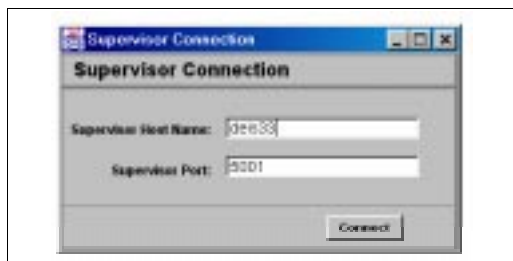 Supervisor Connection
Supervisor Connection
Supervisor Host Name:
Supervisor Port:
Connect